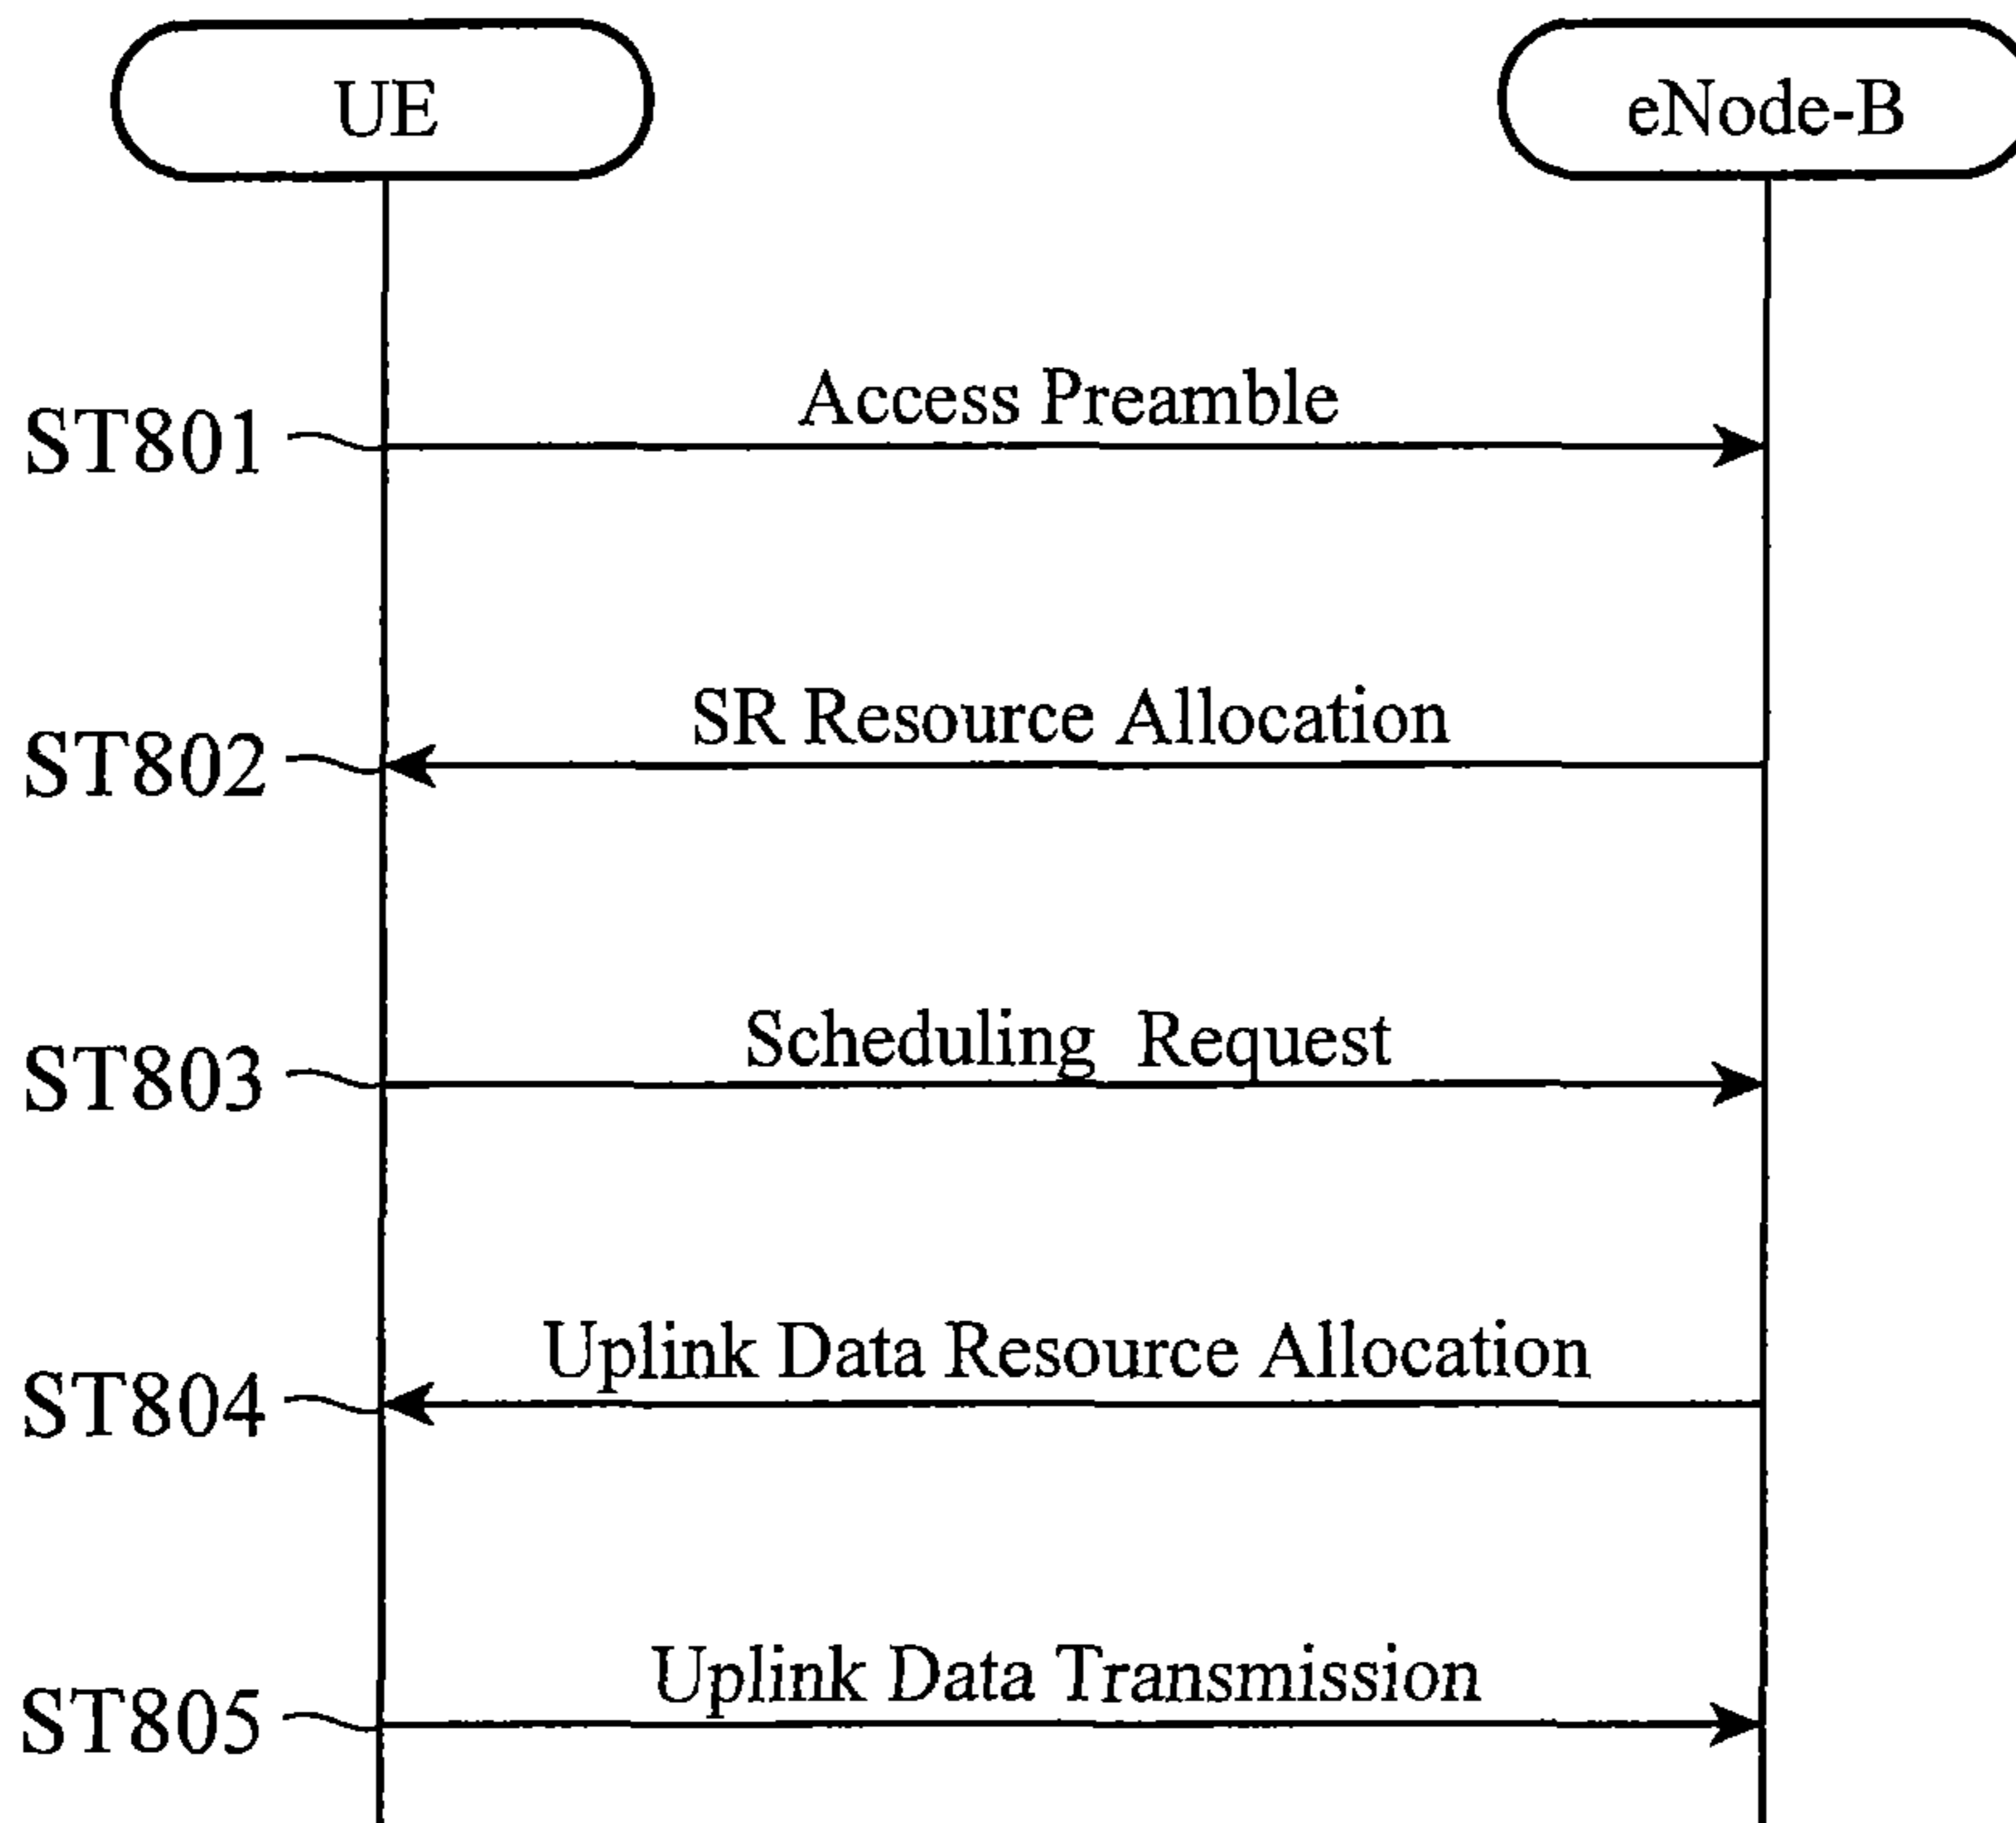 UE
eNode-B
Access Preamble
ST801
SR Resource Allocation
ST802
Scheduling Request
ST803
Uplink Data Resource Allocation
ST804
Uplink Data Transmission
ST805